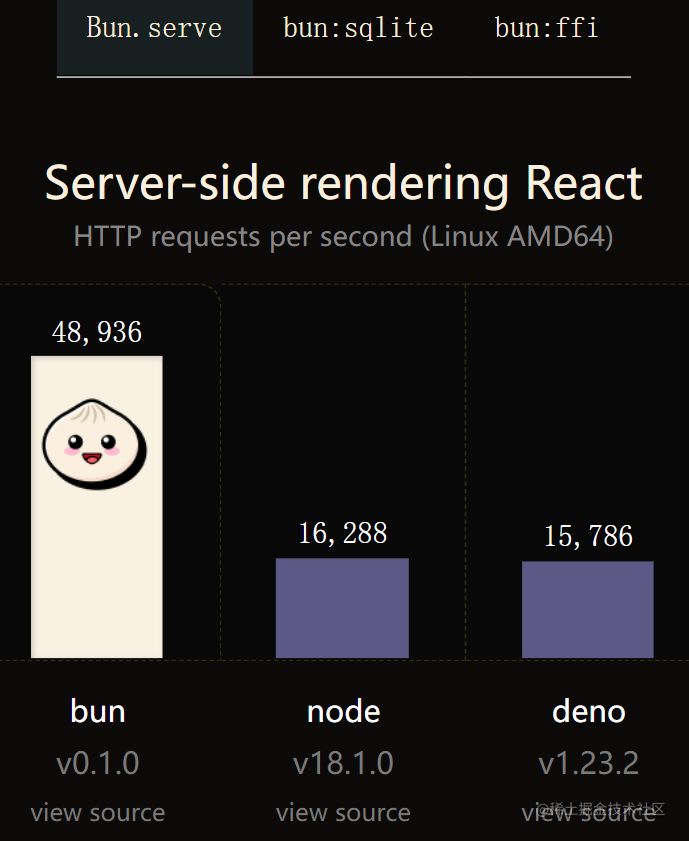 Bun.serve bun:sqlite bun:ffi
Server-side rendering React
HTTP requests per second (Linux AMD64)
48,936
16,288
15,786
bun node deno
v0.1.0 v18.1.0 v1.23.2
view source view source view source
@稀土掘金技术社区